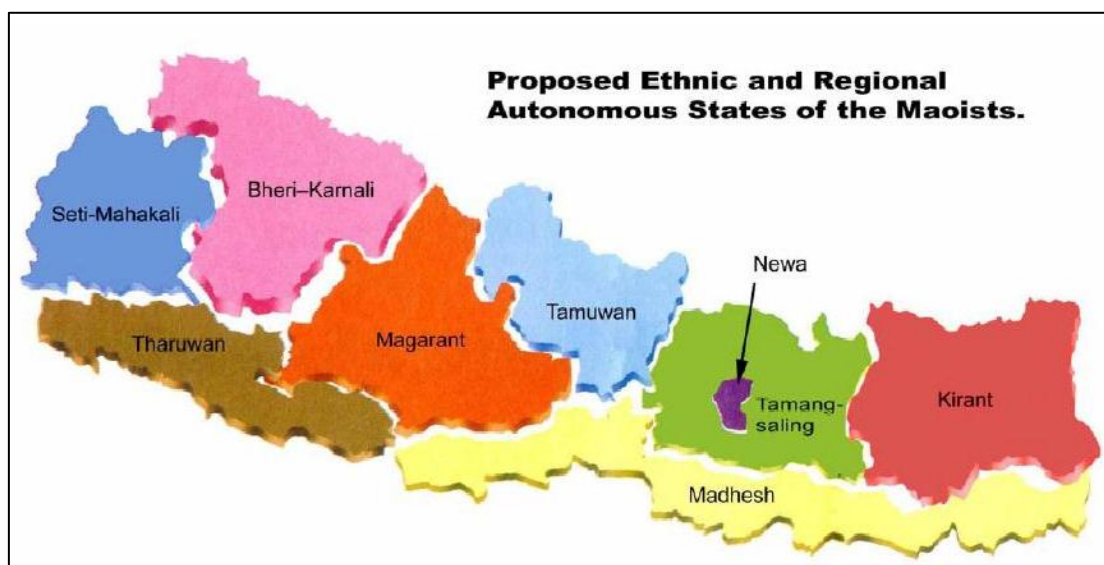 Proposed Ethnic and Regional
Autonomous States of the Maoists.
Bheri–Karnali
Seti-Mahakali
Newa
Tamuwan
Tharuwan
Magarant
Kirant
Tamang-
saling
Madhesh